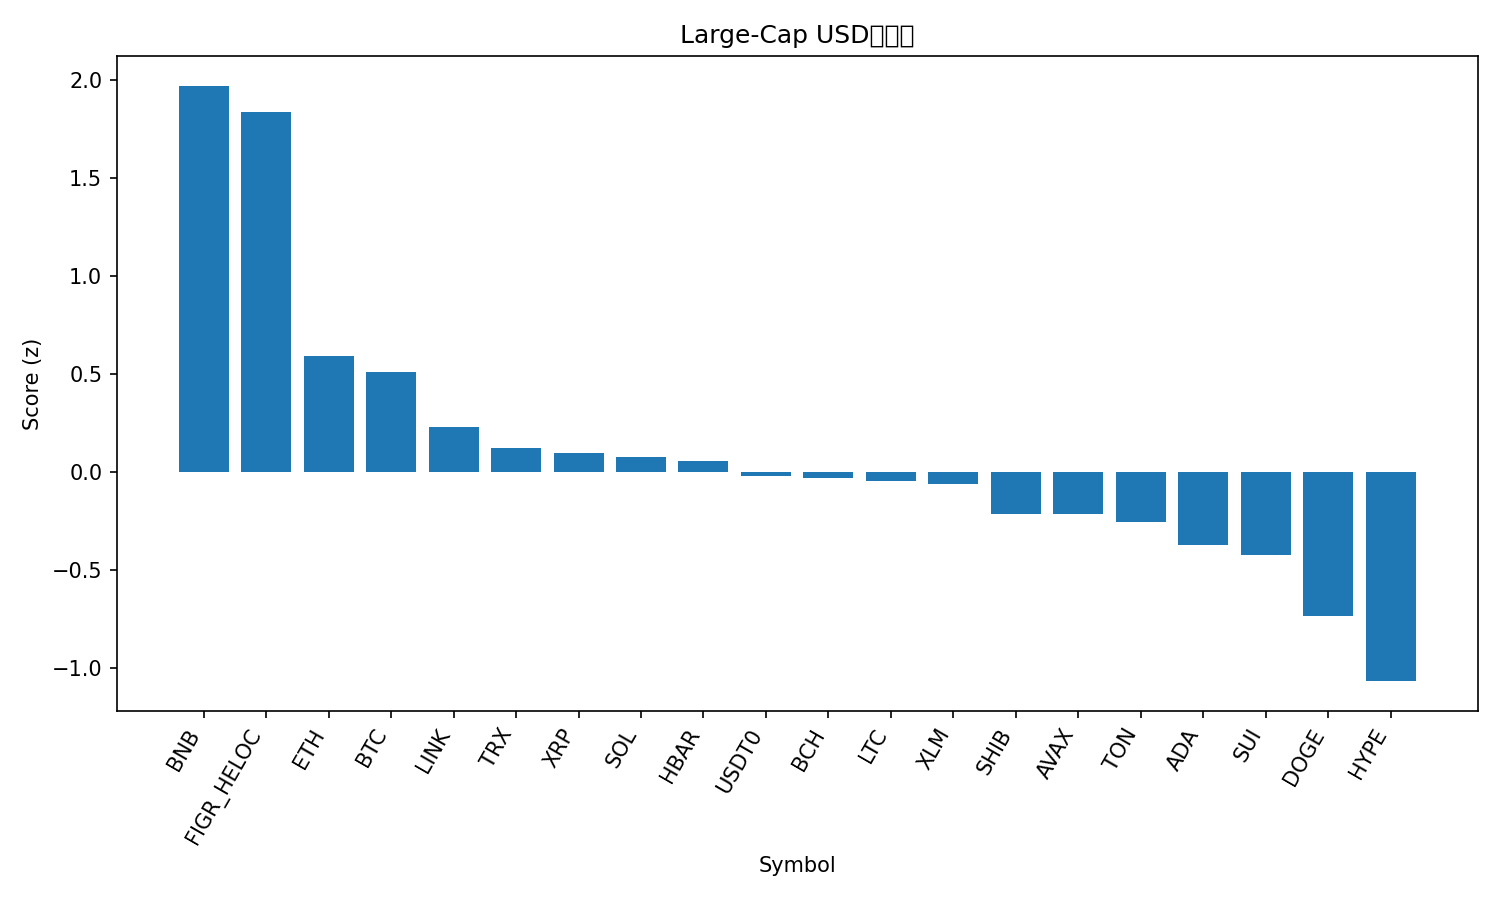 Large-Cap USD
Score (z)
2.0
1.5
1.0
0.5
0.0
−0.5
−1.0
BNB
FIGR_HELOC
ETH
BTC
LINK
TRX
XRP
SOL
HBAR
USDT0
BCH
LTC
XLM
SHIB
AVAX
TON
ADA
SUI
DOGE
HYPE
Symbol